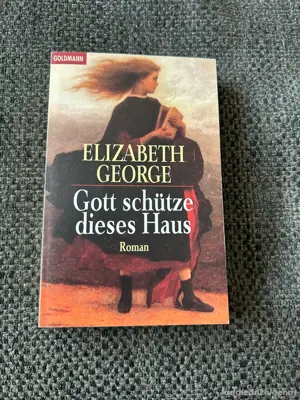 GOLDMANN
ELIZABETH
GEORGE
Gott schütze
dieses Haus
Roman